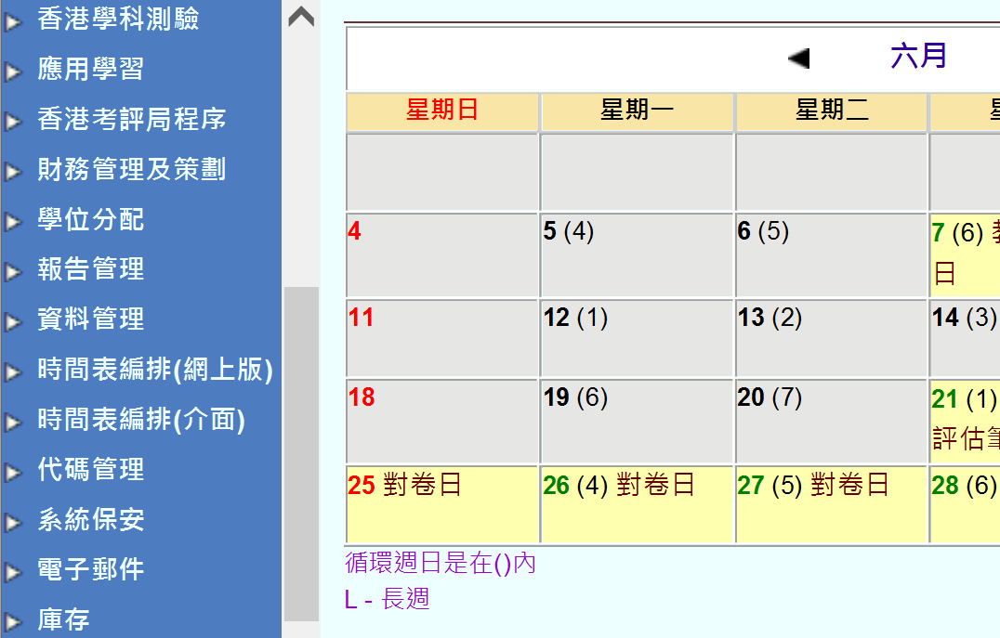 香港學科測驗
應用學習
香港考評局程序
財務管理及策劃
學位分配
報告管理
資料管理
時間表編排(網上版)
時間表編排(介面)
代碼管理
系統保安
電子郵件
庫存
六月
星期日 星期一 星期二
4 5 (4) 6 (5) 7 (6)
日
11 12 (1) 13 (2) 14 (3)
18 19 (6) 20 (7) 21 (1)
評估
25 對卷日 26 (4) 對卷日 27 (5) 對卷日 28 (6)
循環週日是在()內
L - 長週